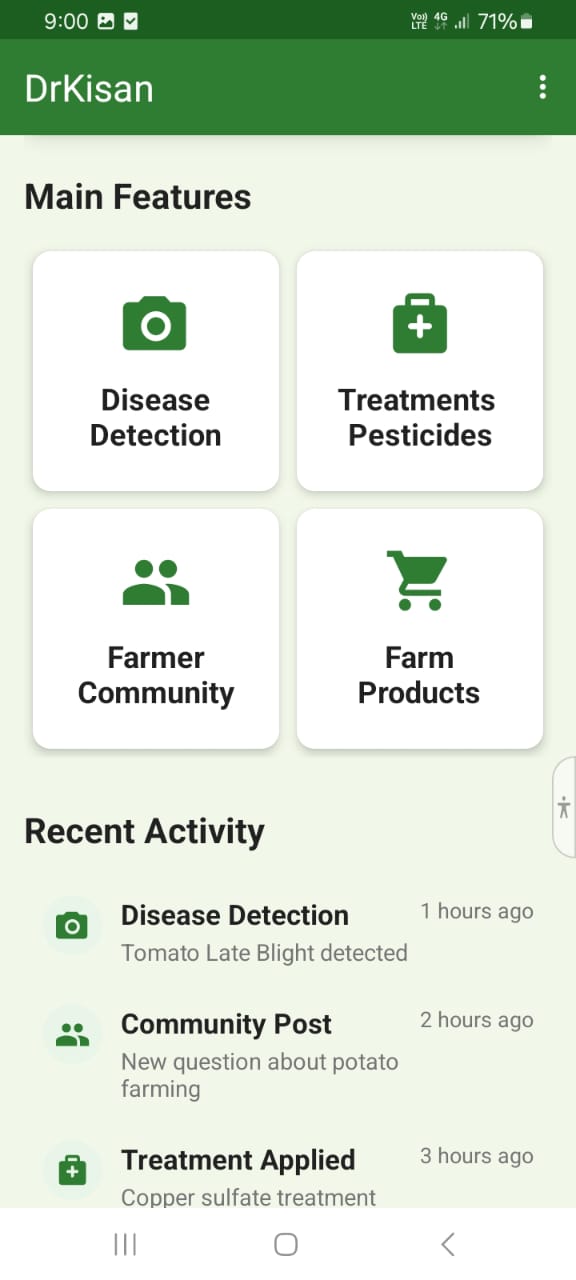 9:00
Vo)) 4G 71%
LTE
DrKisan
Main Features
Disease
Detection
Treatments
Pesticides
Farmer
Community
Farm
Products
Recent Activity
Disease Detection 1 hours ago
Tomato Late Blight detected
Community Post 2 hours ago
New question about potato
farming
Treatment Applied 3 hours ago
Copper sulfate treatment